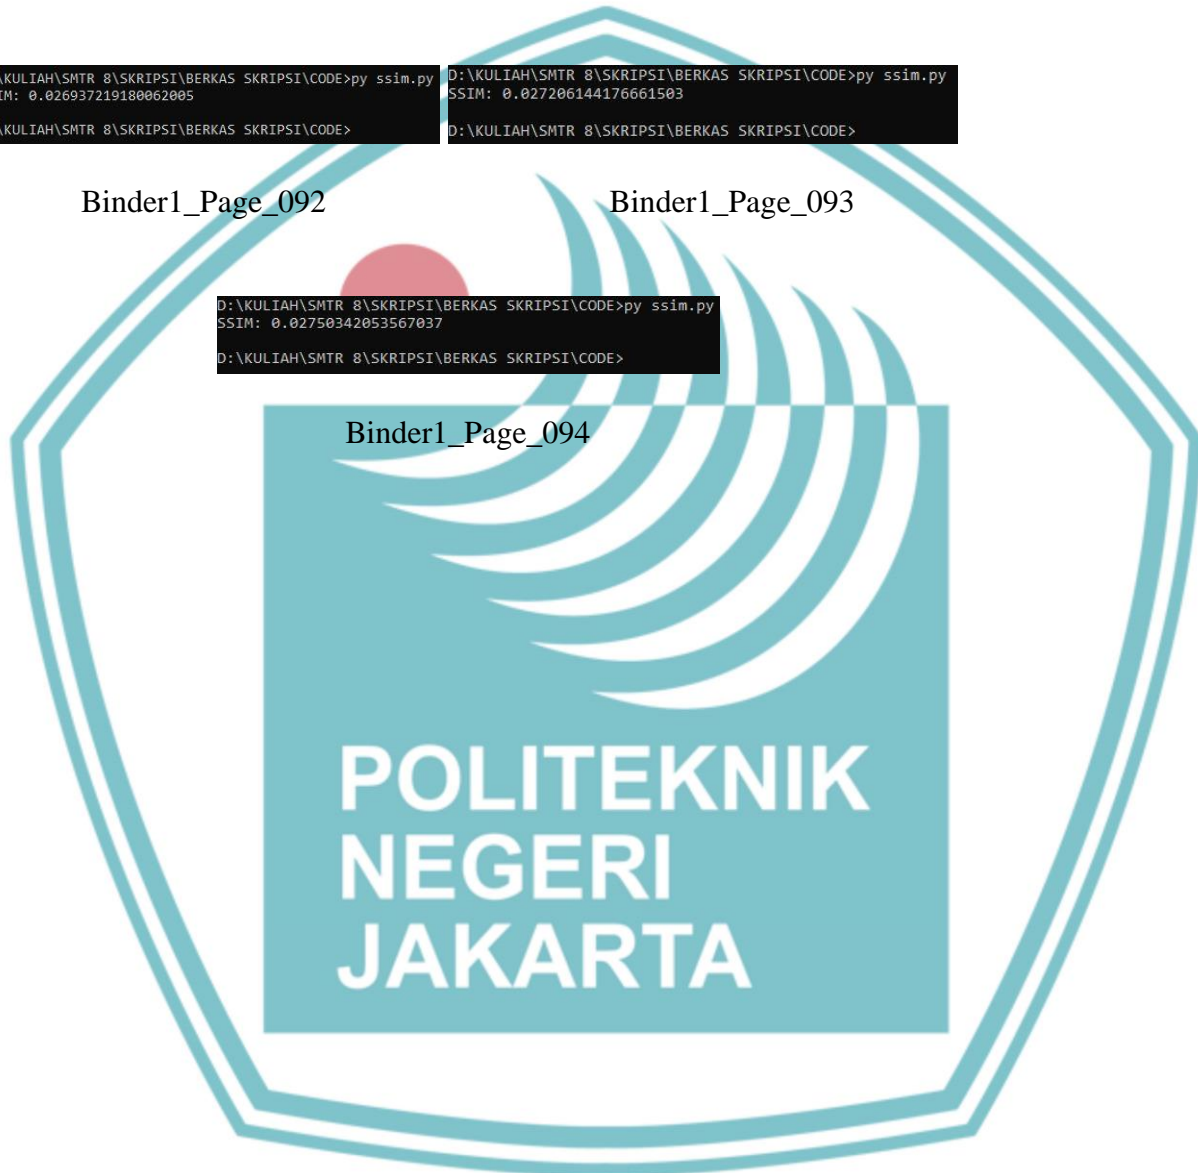 \KULIAH\SMTR 8\SKRIPSI\BERKAS SKRIPSI\CODE>py ssim.py
IM: 0.026937219180062005
\KULIAH\SMTR 8\SKRIPSI\BERKAS SKRIPSI\CODE>
D:\KULIAH\SMTR 8\SKRIPSI\BERKAS SKRIPSI\CODE>py ssim.py
SSIM: 0.027206144176661503
D:\KULIAH\SMTR 8\SKRIPSI\BERKAS SKRIPSI\CODE>
Binder1_Page_092
Binder1_Page_093
D:\KULIAH\SMTR 8\SKRIPSI\BERKAS SKRIPSI\CODE>py ssim.py
SSIM: 0.02750342053567037
D:\KULIAH\SMTR 8\SKRIPSI\BERKAS SKRIPSI\CODE>
Binder1_Page_094
POLITEKNIK
NEGERI
JAKARTA